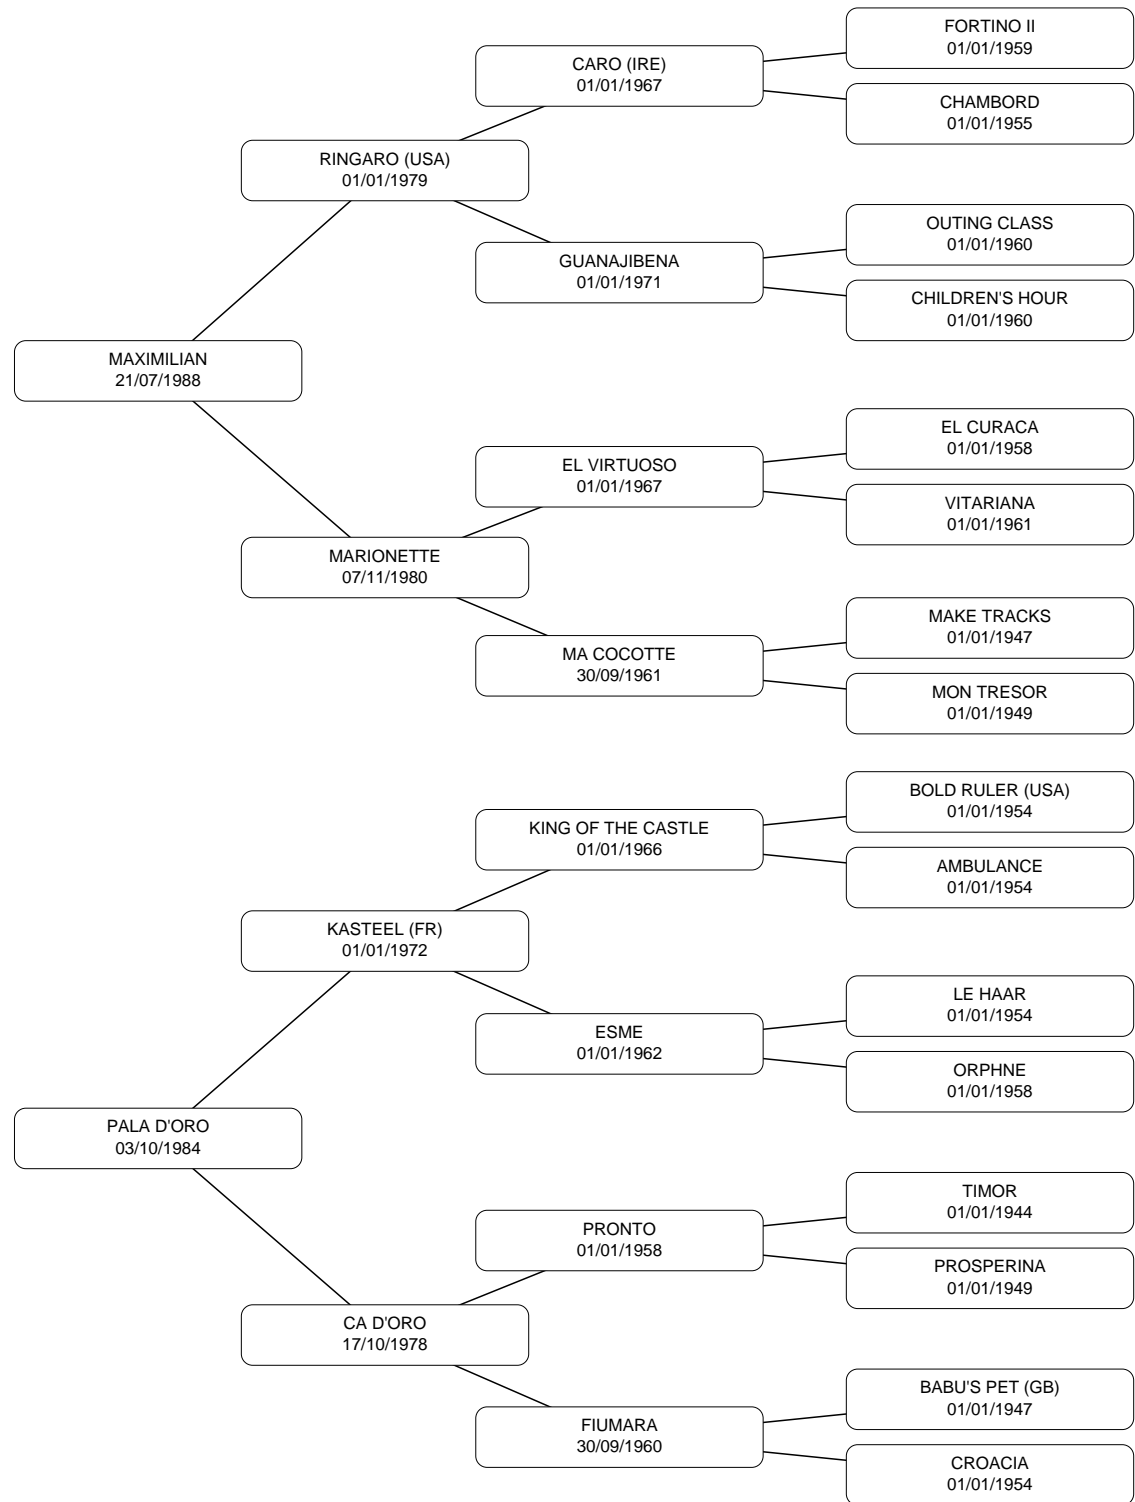 FORTINO II
01/01/1959
CARO (IRE)
01/01/1967
CHAMBORD
01/01/1955
RINGARO (USA)
01/01/1979
OUTING CLASS
01/01/1960
GUANAJIBENA
01/01/1971
CHILDREN'S HOUR
01/01/1960
MAXIMILIAN
21/07/1988
EL CURACA
01/01/1958
EL VIRTUOSO
01/01/1967
VITARIANA
01/01/1961
MARIONETTE
07/11/1980
MAKE TRACKS
01/01/1947
MA COCOTTE
30/09/1961
MON TRESOR
01/01/1949
BOLD RULER (USA)
01/01/1954
KING OF THE CASTLE
01/01/1966
AMBULANCE
01/01/1954
KASTEEL (FR)
01/01/1972
LE HAAR
01/01/1954
ESME
01/01/1962
ORPHNE
01/01/1958
PALA D'ORO
03/10/1984
TIMOR
01/01/1944
PRONTO
01/01/1958
PROSPERINA
01/01/1949
CA D'ORO
17/10/1978
BABU'S PET (GB)
01/01/1947
FIUMARA
30/09/1960
CROACIA
01/01/1954